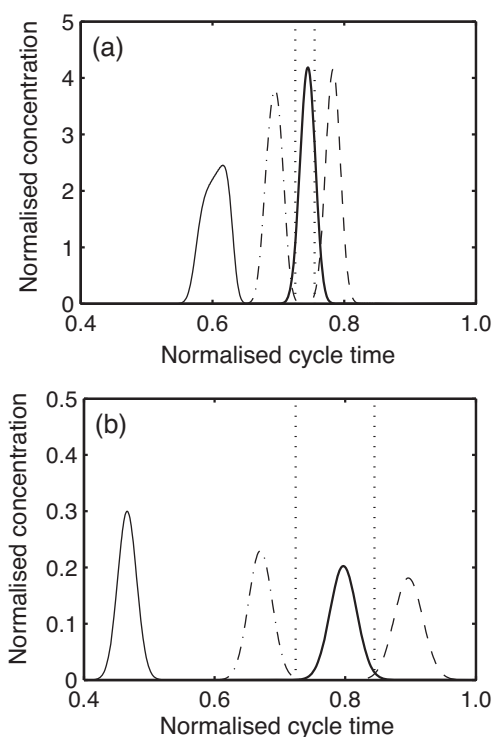 (a)
Normalised concentration
5
4
3
2
1
0
0.4 0.6 0.8 1.0
Normalised cycle time
(b)
Normalised concentration
0.5
0.4
0.3
0.2
0.1
0
0.4 0.6 0.8 1.0
Normalised cycle time